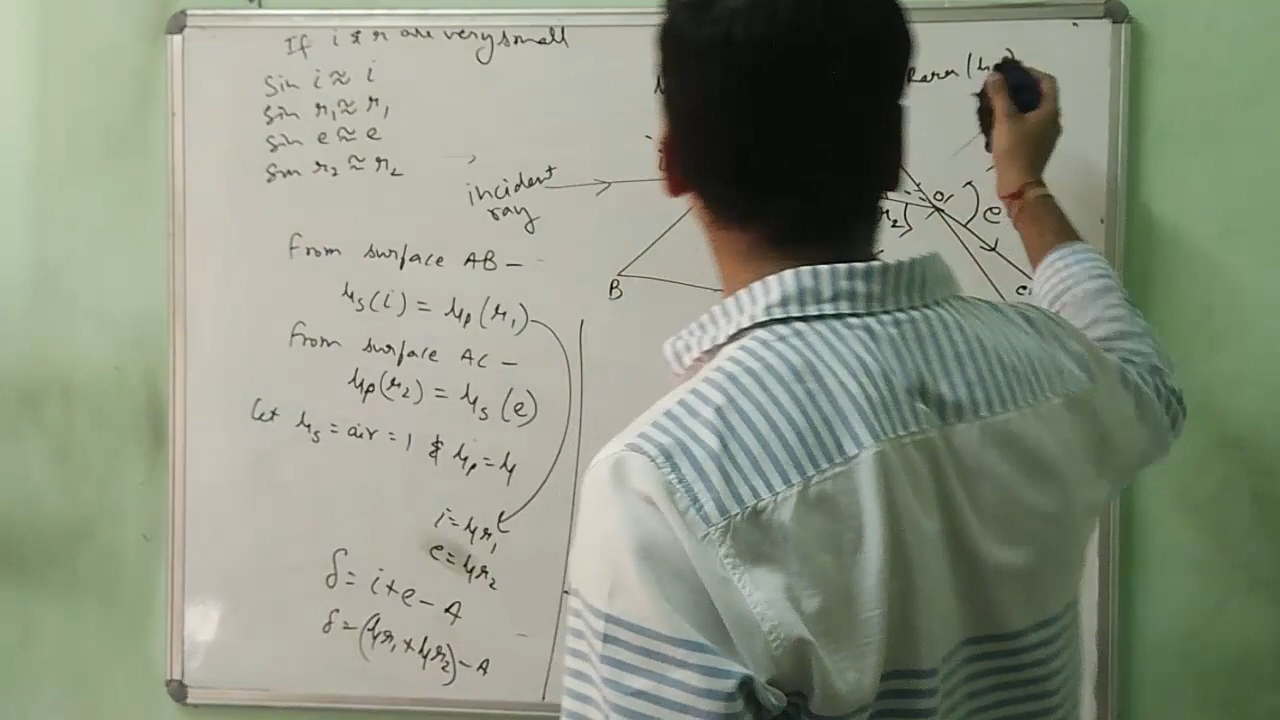 If i & r are very small
Sin i ≈ i
Sin r₁ ≈ r₁
Sin e ≈ e
Sin r₂ ≈ r₂
incident
ray
From surface AB –
μs(i) = μp(r₁)
From surface AC –
μp(r₂) = μs(e)
Let μs = air = 1 & μp = μ
i = μr₁
e = μr₂
δ = i + e – A
δ = (μr₁ + μr₂) – A
B
r₂
e